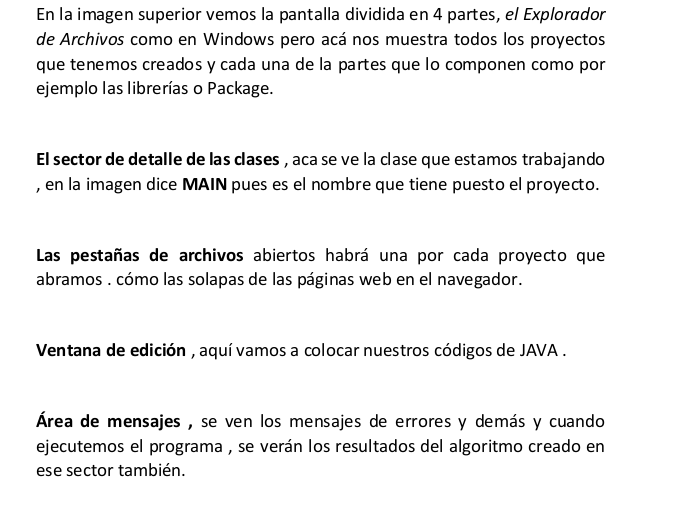 En la imagen superior vemos la pantalla dividida en 4 partes, el Explorador
de Archivos como en Windows pero acá nos muestra todos los proyectos
que tenemos creados y cada una de la partes que lo componen como por
ejemplo las librerías o Package.
El sector de detalle de las clases , aca se ve la clase que estamos trabajando
, en la imagen dice MAIN pues es el nombre que tiene puesto el proyecto.
Las pestañas de archivos abiertos habrá una por cada proyecto que
abramos . cómo las solapas de las páginas web en el navegador.
Ventana de edición , aquí vamos a colocar nuestros códigos de JAVA .
Área de mensajes , se ven los mensajes de errores y demás y cuando
ejecutemos el programa , se verán los resultados del algoritmo creado en
ese sector también.